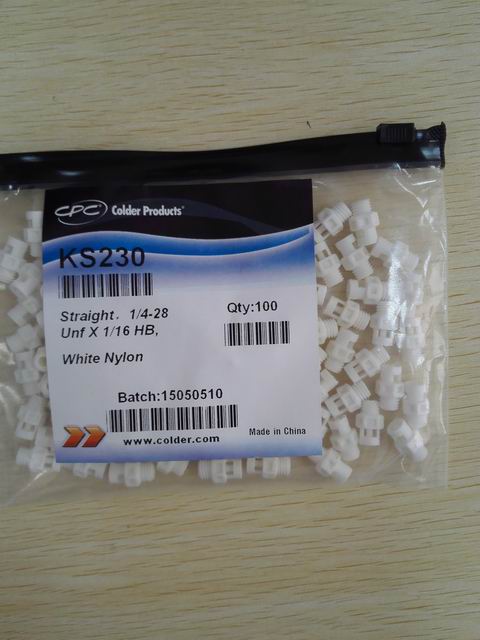 CPC Colder Products®
KS230
Straight, 1/4-28
Unf X 1/16 HB,
White Nylon
Qty:100
Batch:15050510
www.colder.com
Made in China